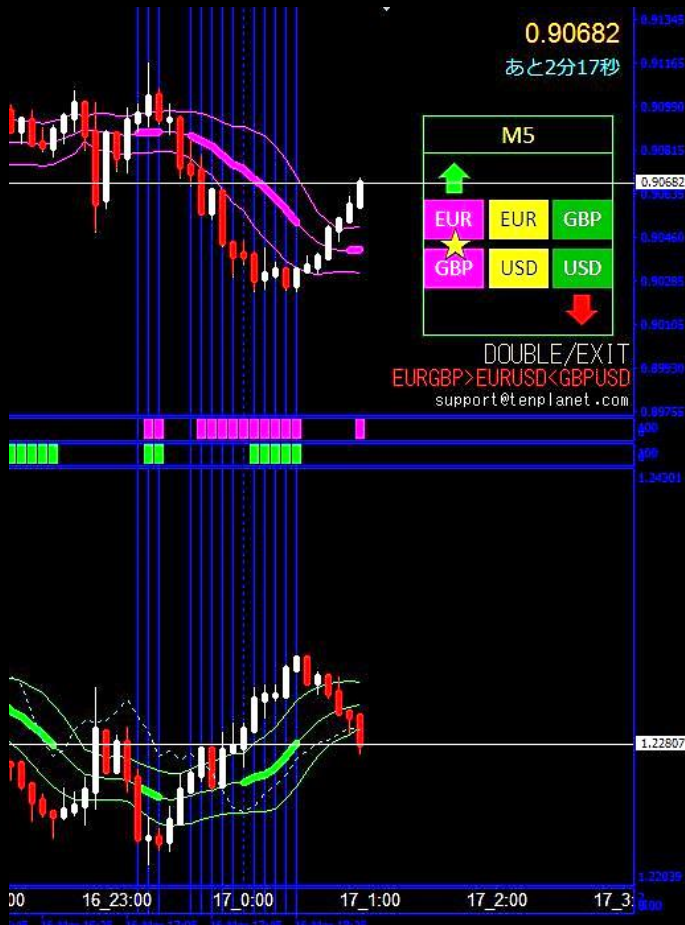 0.91345
0.90682
0.91165
あと2分17秒
0.90990
M5
0.90815
0.90682
0.90635
EUR EUR GBP
0.90460
GBP USD USD
0.90285
0.90105
DOUBLE/EXIT
0.89930
EURGBP>EURUSD<GBPUSD
support@tenplanet.com
0.89755
1.24301
1.22807
1.22039
16_23:00 17_0:00 17_1:00 17_2:00 17_3: